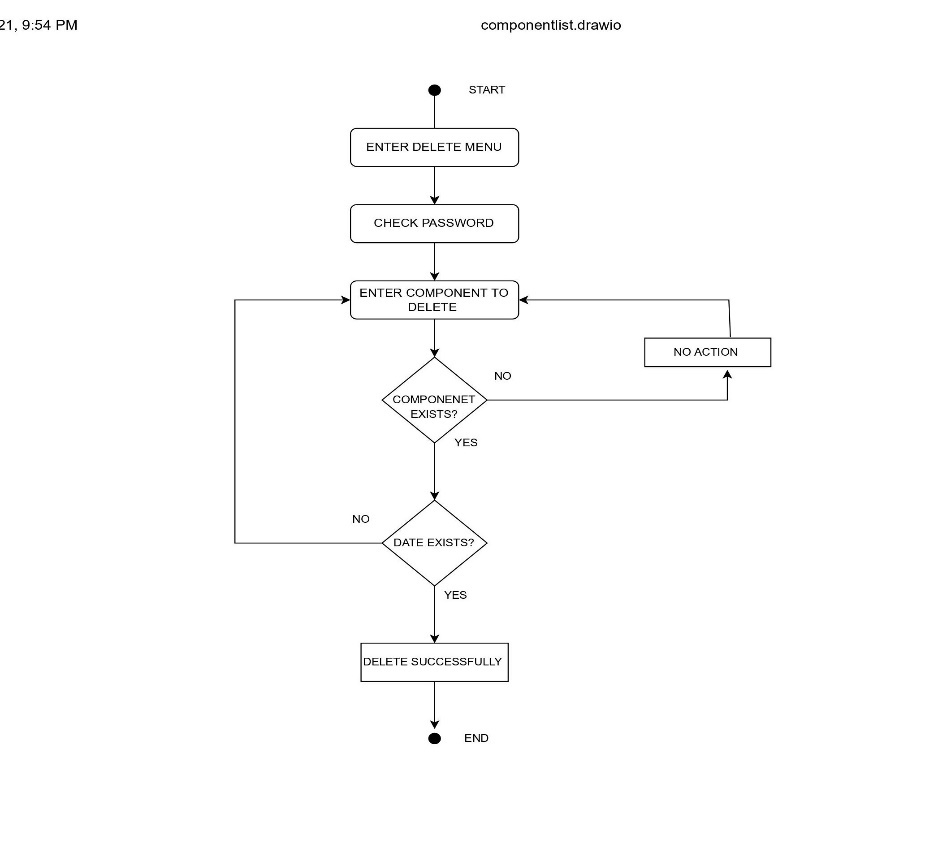 21, 9:54 PM
componentlist.drawio
START
ENTER DELETE MENU
CHECK PASSWORD
ENTER COMPONENT TO
DELETE
NO ACTION
NO
COMPONENET
EXISTS?
YES
NO
DATE EXISTS?
YES
DELETE SUCCESSFULLY
END